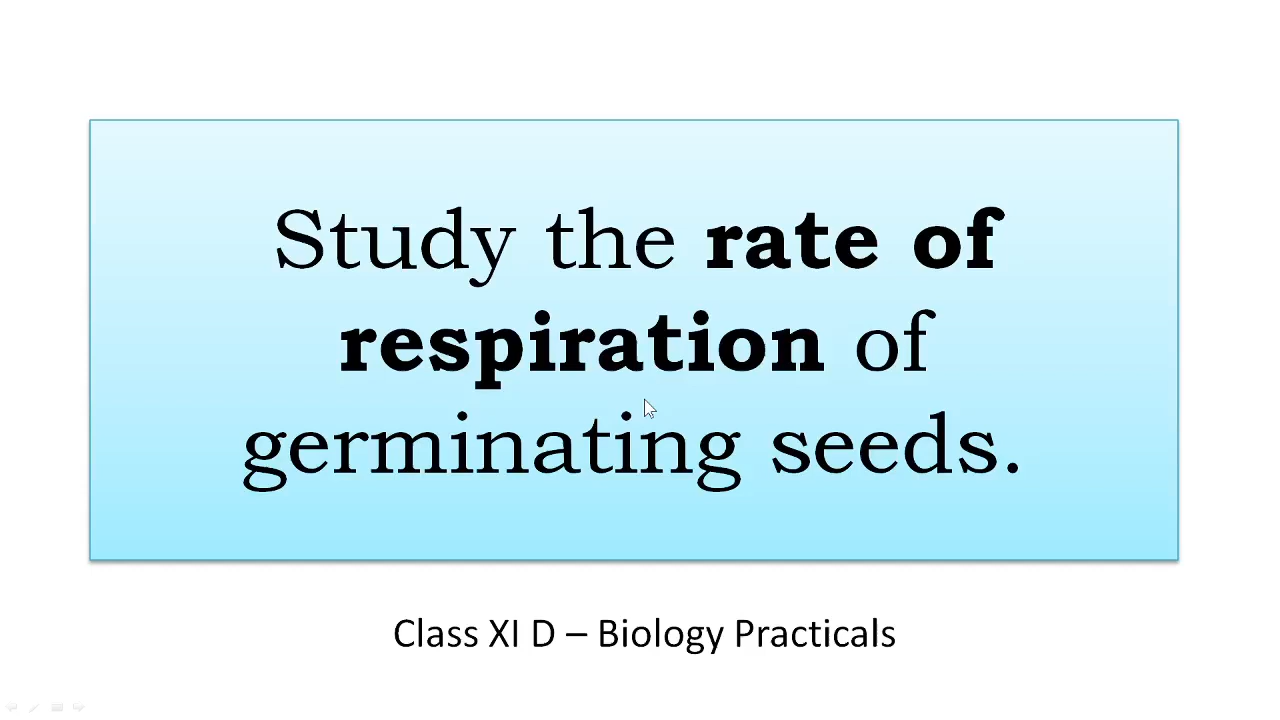 Study the rate of
respiration of
germinating seeds.
Class XI D – Biology Practicals